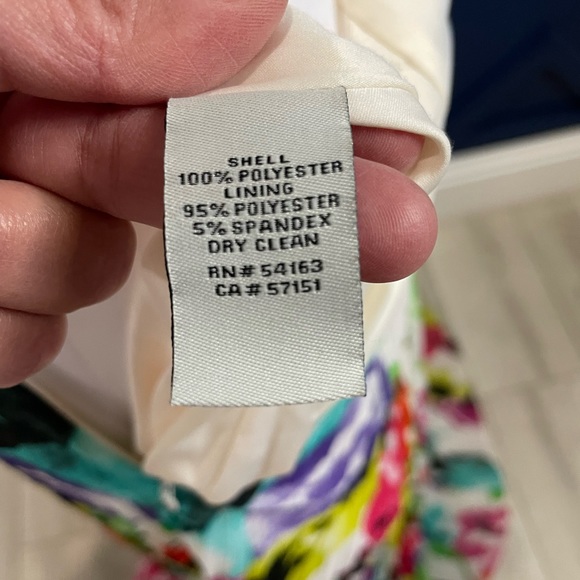 SHELL
100% POLYESTER
LINING
95% POLYESTER
5% SPANDEX
DRY CLEAN
RN# 54163
CA# 57151